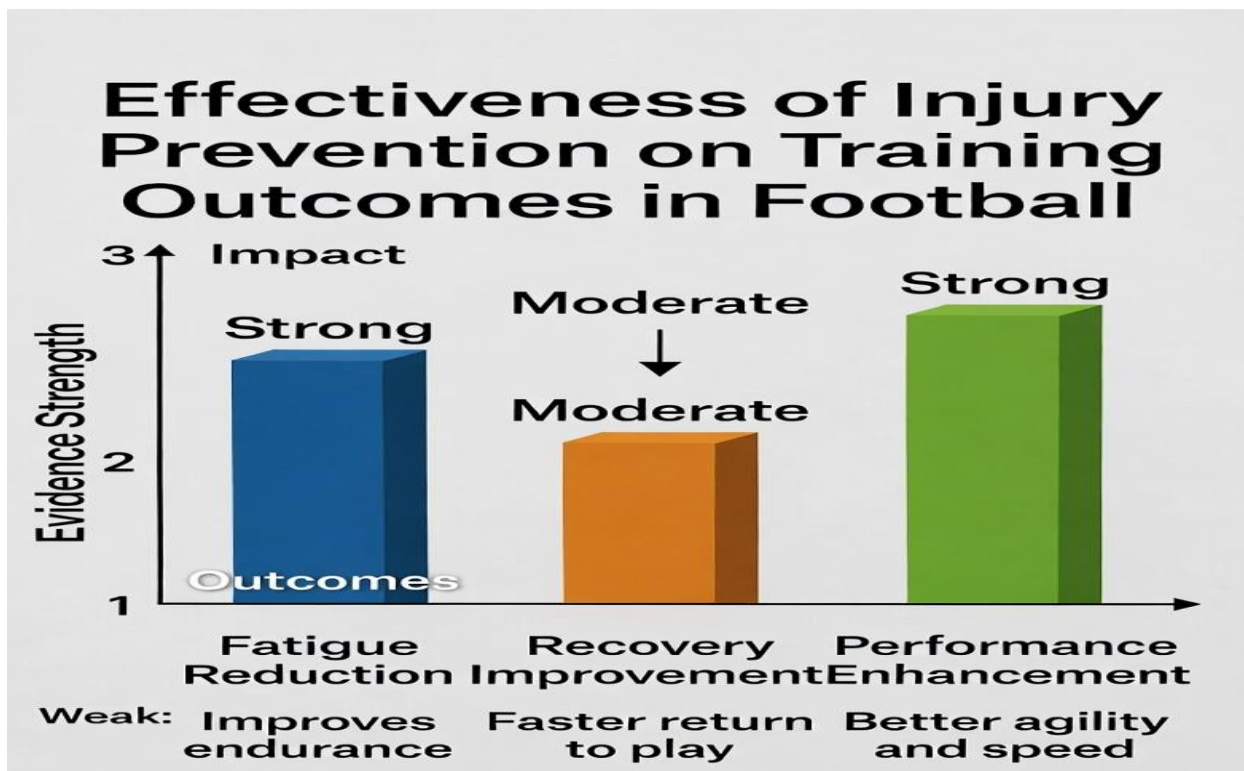 Effectiveness of Injury
Prevention on Training
Outcomes in Football
3 Impact
Strong
Moderate
Strong
Moderate
Evidence Strength
2
Outcomes
1
Fatigue Reduction
Recovery Improvement
Performance Enhancement
Weak:
Improves endurance
Faster return to play
Better agility and speed